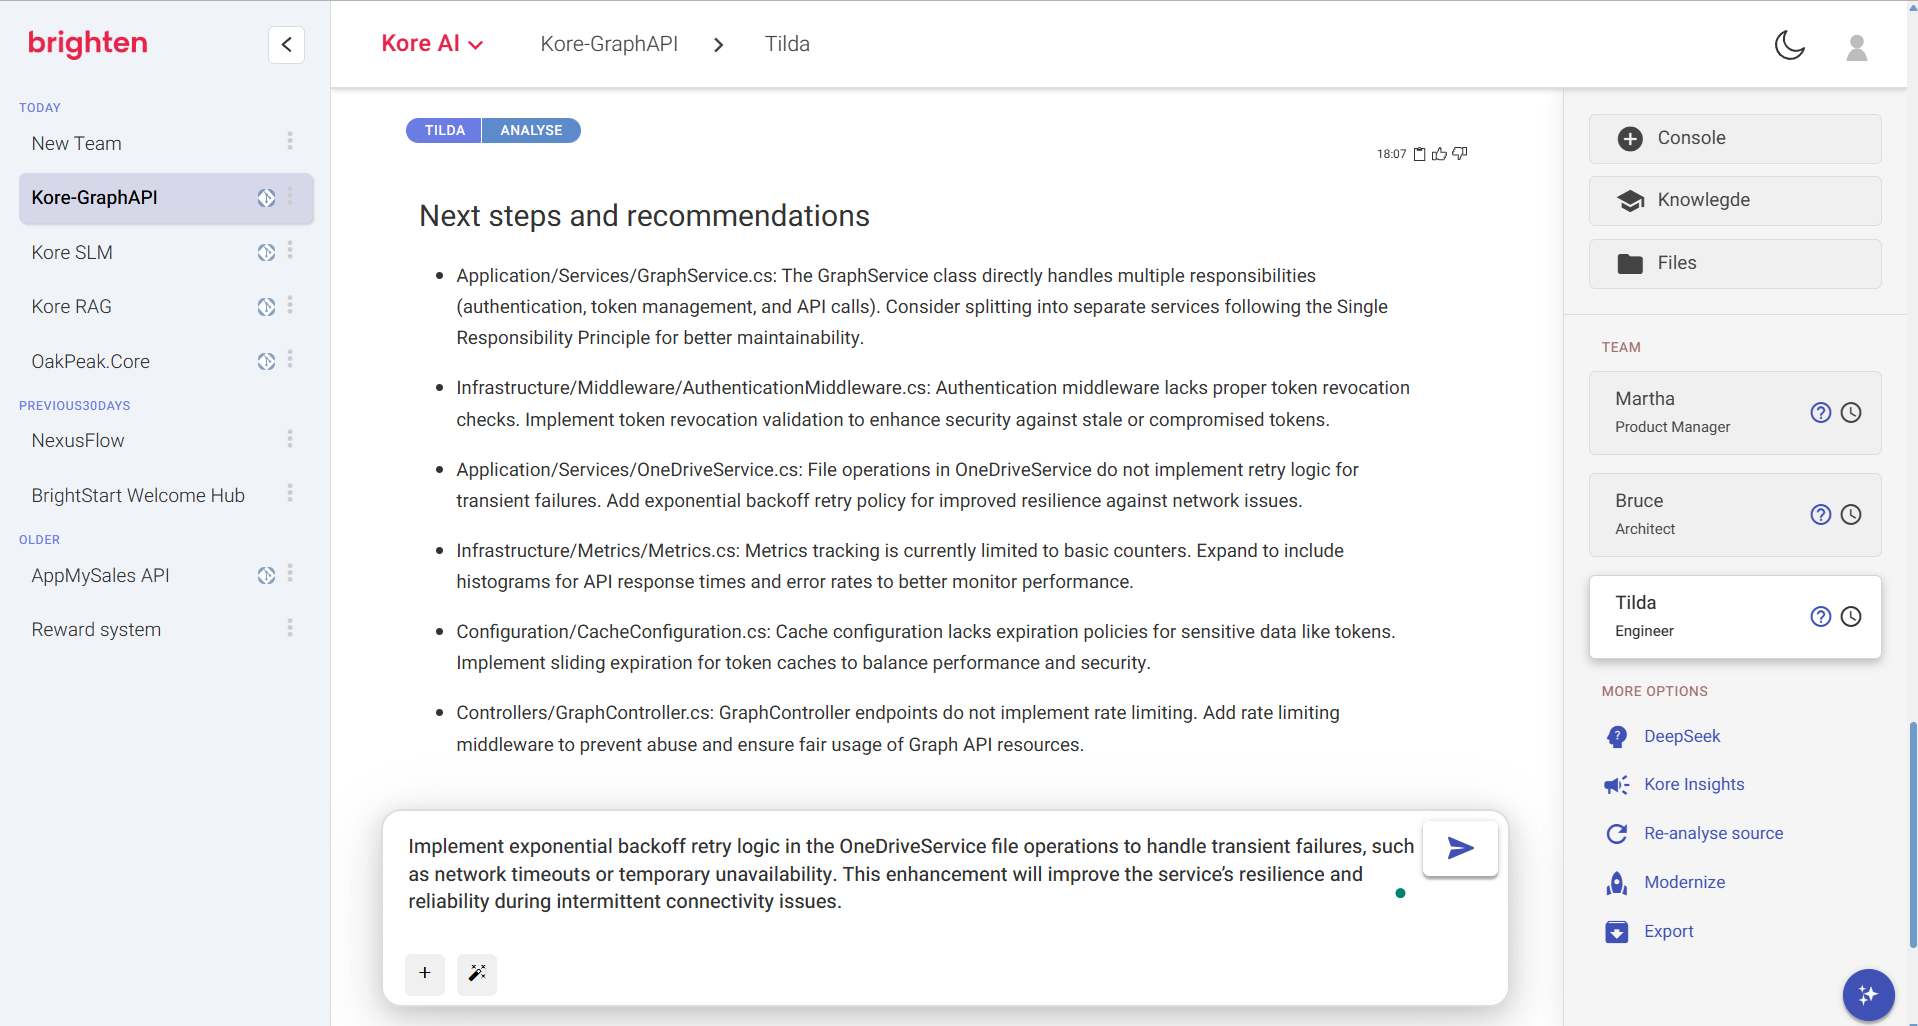 brighten
TODAY
New Team
Kore-GraphAPI
Kore SLM
Kore RAG
OakPeak.Core
PREVIOUS30DAYS
NexusFlow
BrightStart Welcome Hub
OLDER
AppMySales API
Reward system
Kore AI
Kore-GraphAPI
Tilda
TILDA ANALYSE
18:07
Next steps and recommendations
• Application/Services/GraphService.cs: The GraphService class directly handles multiple responsibilities
(authentication, token management, and API calls). Consider splitting into separate services following the Single
Responsibility Principle for better maintainability.
• Infrastructure/Middleware/AuthenticationMiddleware.cs: Authentication middleware lacks proper token revocation
checks. Implement token revocation validation to enhance security against stale or compromised tokens.
• Application/Services/OneDriveService.cs: File operations in OneDriveService do not implement retry logic for
transient failures. Add exponential backoff retry policy for improved resilience against network issues.
• Infrastructure/Metrics/Metrics.cs: Metrics tracking is currently limited to basic counters. Expand to include
histograms for API response times and error rates to better monitor performance.
• Configuration/CacheConfiguration.cs: Cache configuration lacks expiration policies for sensitive data like tokens.
Implement sliding expiration for token caches to balance performance and security.
• Controllers/GraphController.cs: GraphController endpoints do not implement rate limiting. Add rate limiting
middleware to prevent abuse and ensure fair usage of Graph API resources.
Implement exponential backoff retry logic in the OneDriveService file operations to handle transient failures, such
as network timeouts or temporary unavailability. This enhancement will improve the service’s resilience and
reliability during intermittent connectivity issues.
Console
Knowlegde
Files
TEAM
Martha
Product Manager
Bruce
Architect
Tilda
Engineer
MORE OPTIONS
DeepSeek
Kore Insights
Re-analyse source
Modernize
Export